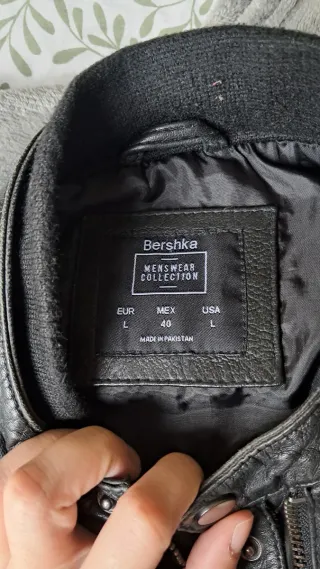 Bershka
MENSWEAR
COLLECTION
EUR MEX USA
L 40 L
MADE IN PAKISTAN